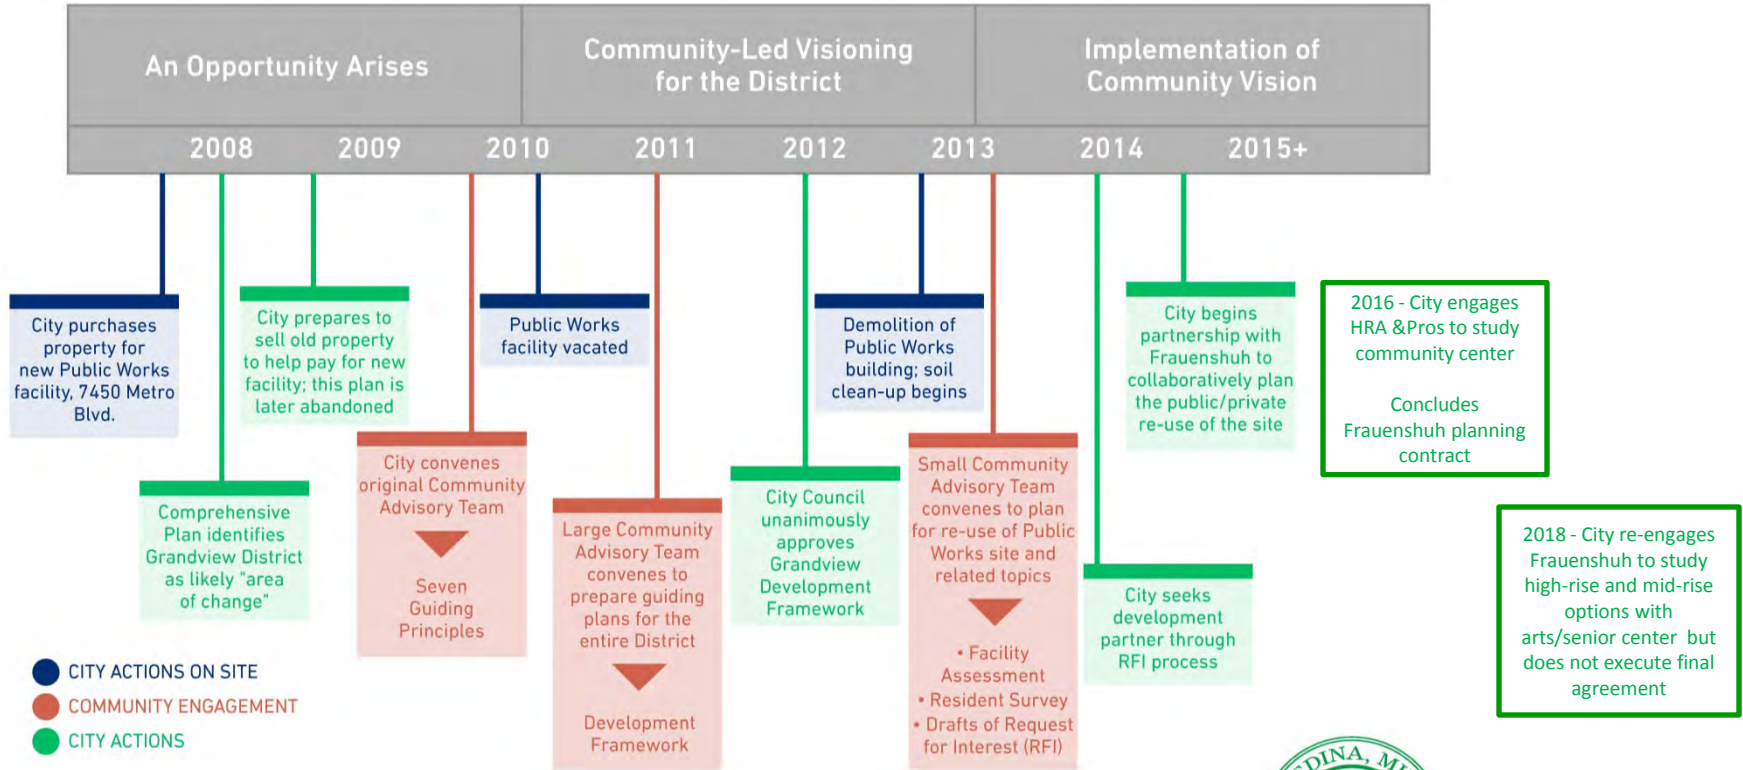 An Opportunity Arises
Community-Led Visioning
for the District
Implementation of
Community Vision
2008 2009 2010 2011 2012 2013 2014 2015+
City purchases
property for
new Public Works
facility, 7450 Metro
Blvd.
Comprehensive
Plan identifies
Grandview District
as likely "area
of change"
City prepares to
sell old property
to help pay for new
facility; this plan is
later abandoned
City convenes
original Community
Advisory Team
Seven
Guiding
Principles
Public Works
facility vacated
Large Community
Advisory Team
convenes to
prepare guiding
plans for the
entire District
Development
Framework
City Council
unanimously
approves
Grandview
Development
Framework
Demolition of
Public Works
building; soil
clean-up begins
Small Community
Advisory Team
convenes to plan
for re-use of Public
Works site and
related topics
• Facility
Assessment
• Resident Survey
• Drafts of Request
for Interest (RFI)
City seeks
development
partner through
RFI process
City begins
partnership with
Frauenshuh to
collaboratively plan
the public/private
re-use of the site
2016 - City engages
HRA &Pros to study
community center
Concludes
Frauenshuh planning
contract
2018 - City re-engages
Frauenshuh to study
high-rise and mid-rise
options with
arts/senior center but
does not execute final
agreement
CITY ACTIONS ON SITE
COMMUNITY ENGAGEMENT
CITY ACTIONS